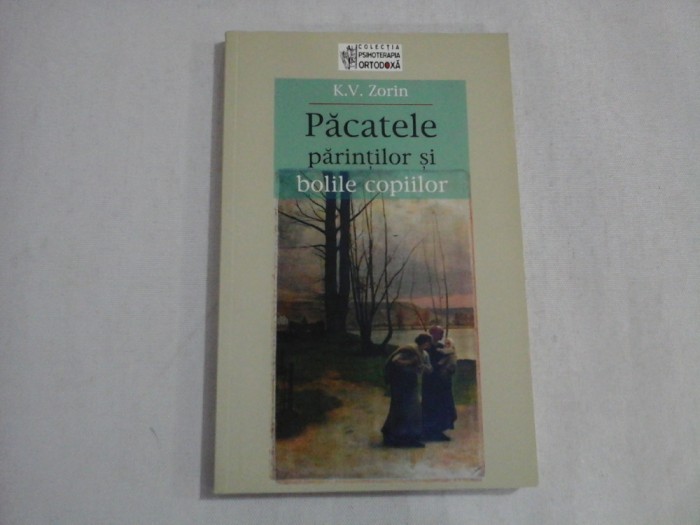 COLECȚIA
PSIHOTERAPIA
ORTODOXĂ
K.V. Zorin
Păcatele
părinților și
bolile copiilor